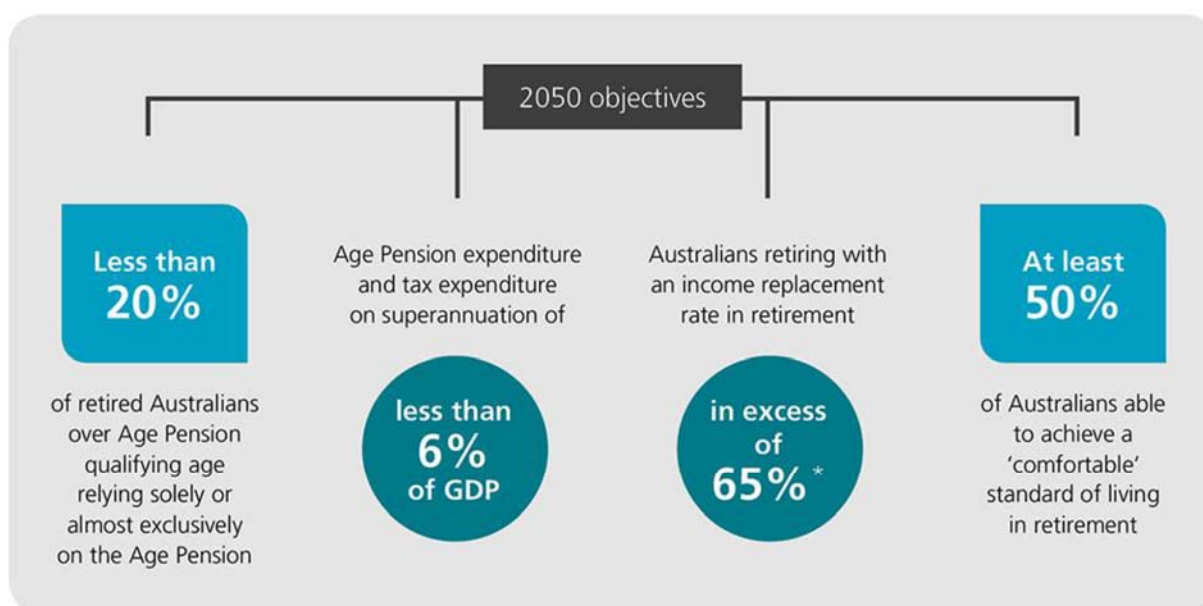 2050 objectives
Less than
20%
of retired Australians
over Age Pension
qualifying age
relying solely or
almost exclusively
on the Age Pension
Age Pension expenditure
and tax expenditure
on superannuation of
less than
6%
of GDP
Australians retiring with
an income replacement
rate in retirement
in excess
of
65% *
At least
50%
of Australians able
to achieve a
‘comfortable’
standard of living
in retirement